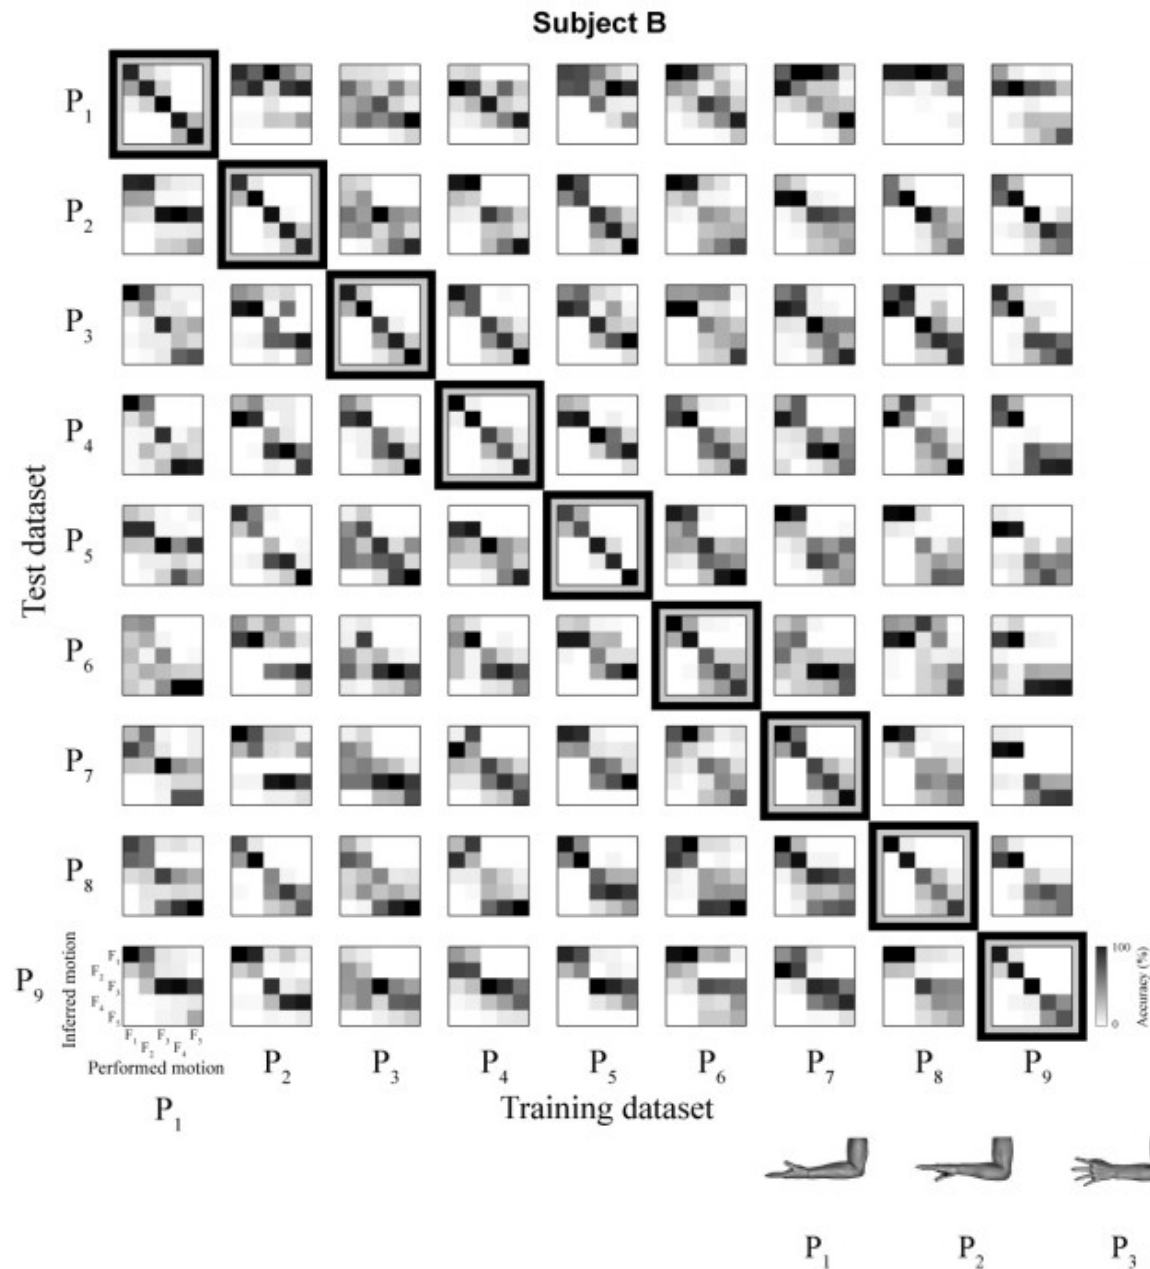 Subject B
P1
P2
P3
P4
P5
P6
P7
P8
P9
Test dataset
Inferred motion
F1
F2
F3
F4
F5
F1 F2 F3 F4 F5
Performed motion
100
0
Accuracy (%)
P1 P2 P3 P4 P5 P6 P7 P8 P9
Training dataset
P1 P2 P3